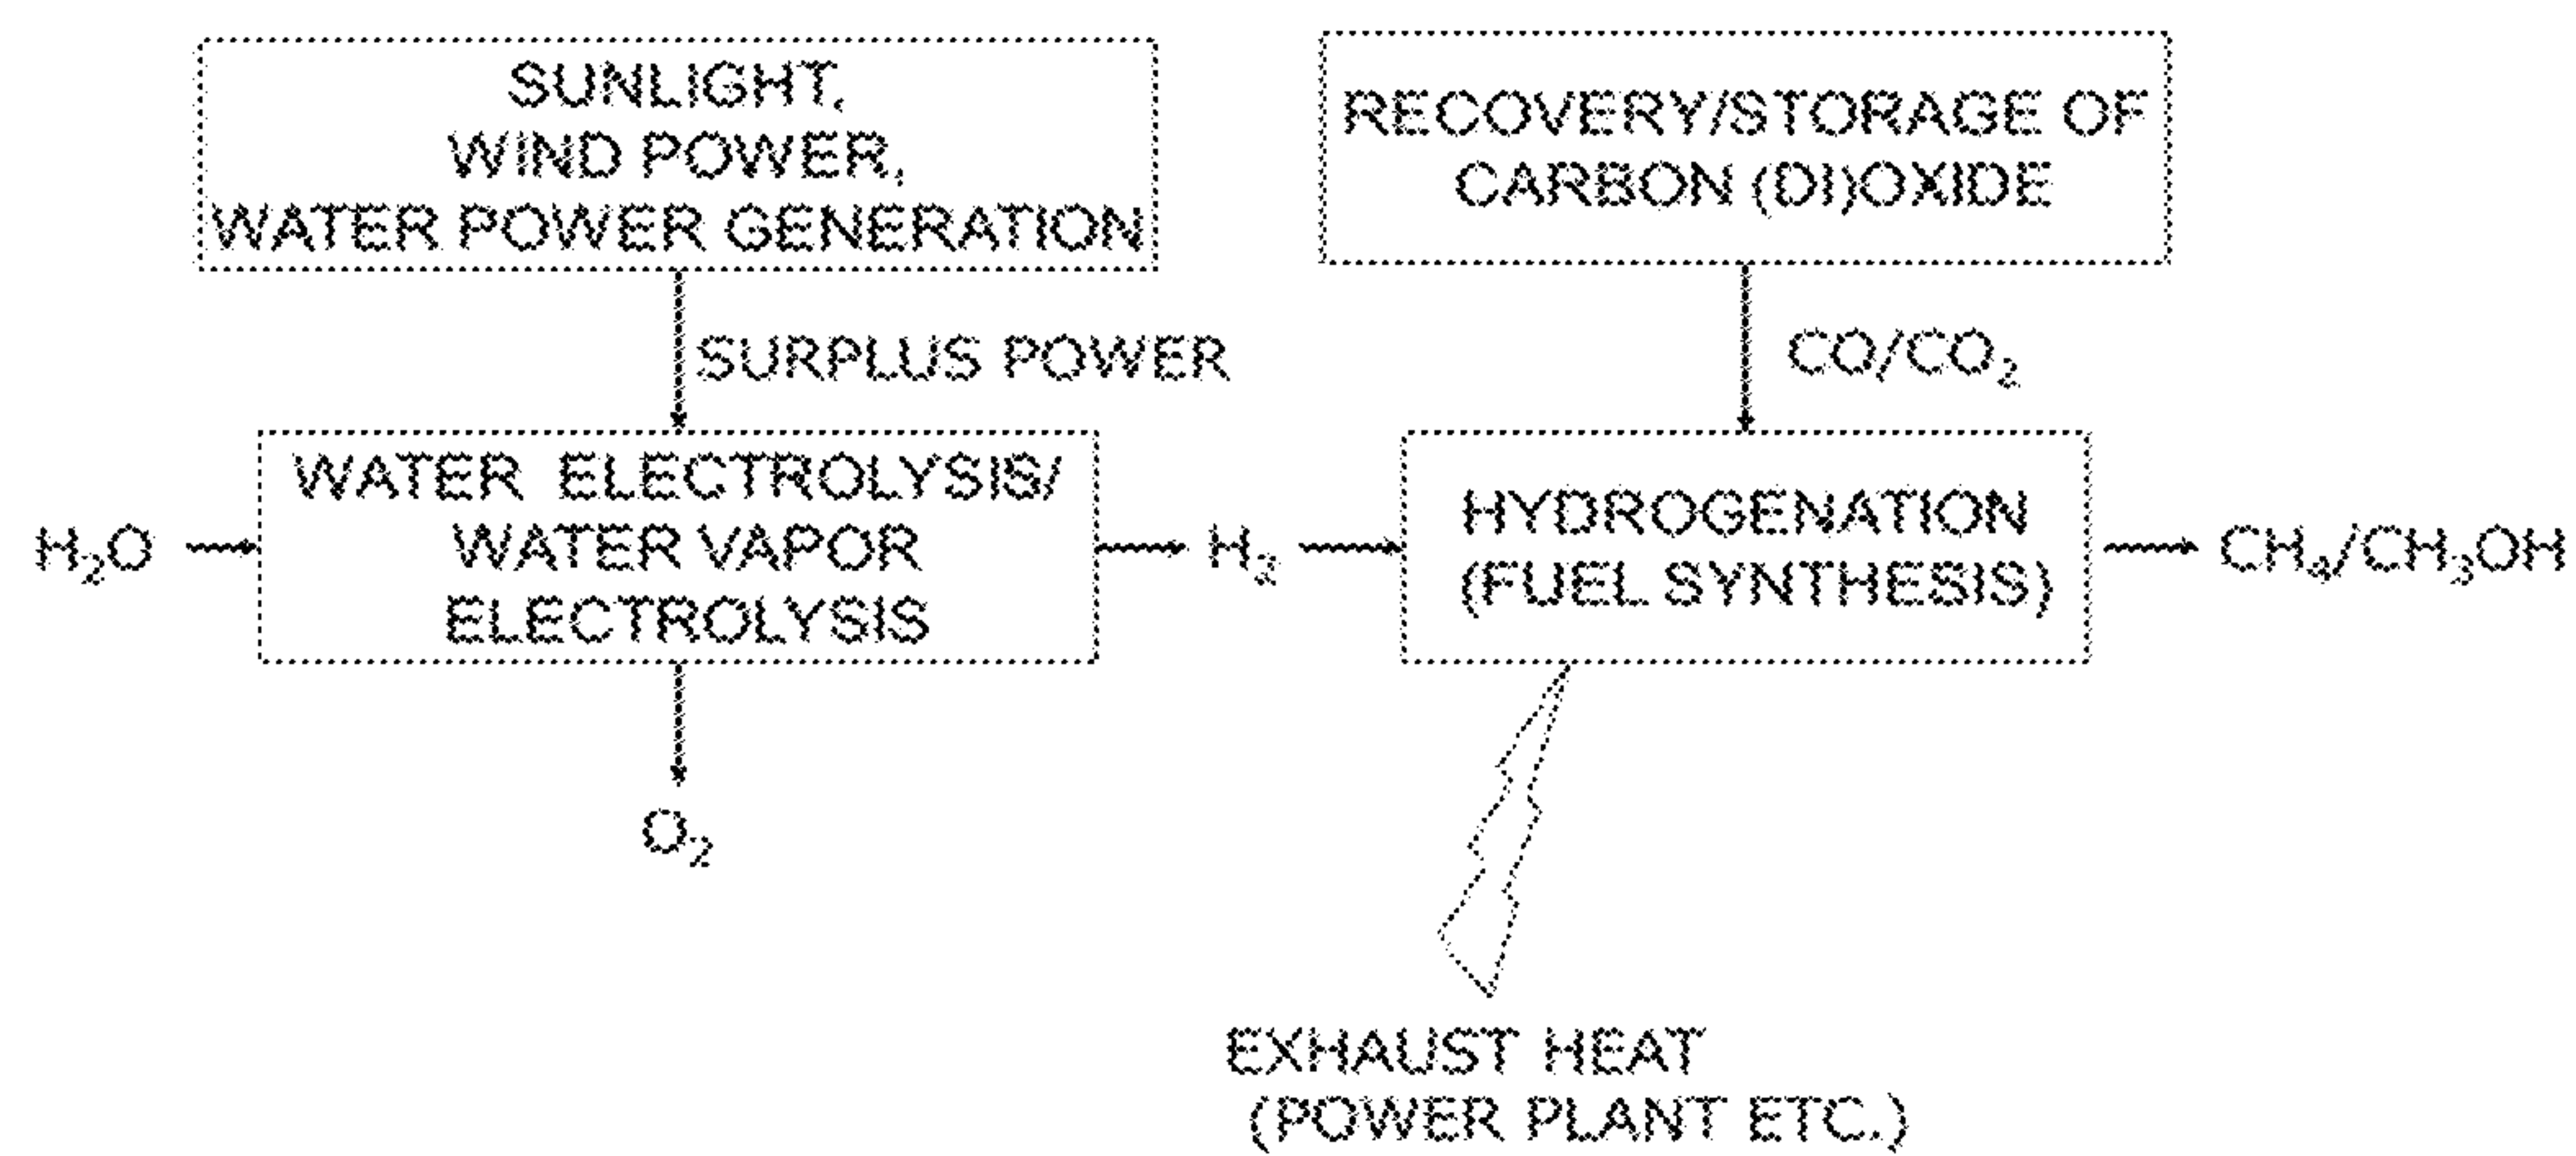 SUNLIGHT,
WIND POWER,
WATER POWER GENERATION
RECOVERY/STORAGE OF
CARBON (DI)OXIDE
SURPLUS POWER
CO/CO₂
H₂O
WATER ELECTROLYSIS/
WATER VAPOR
ELECTROLYSIS
H₂
HYDROGENATION
(FUEL SYNTHESIS)
CH₄/CH₃OH
O₂
EXHAUST HEAT
(POWER PLANT ETC.)